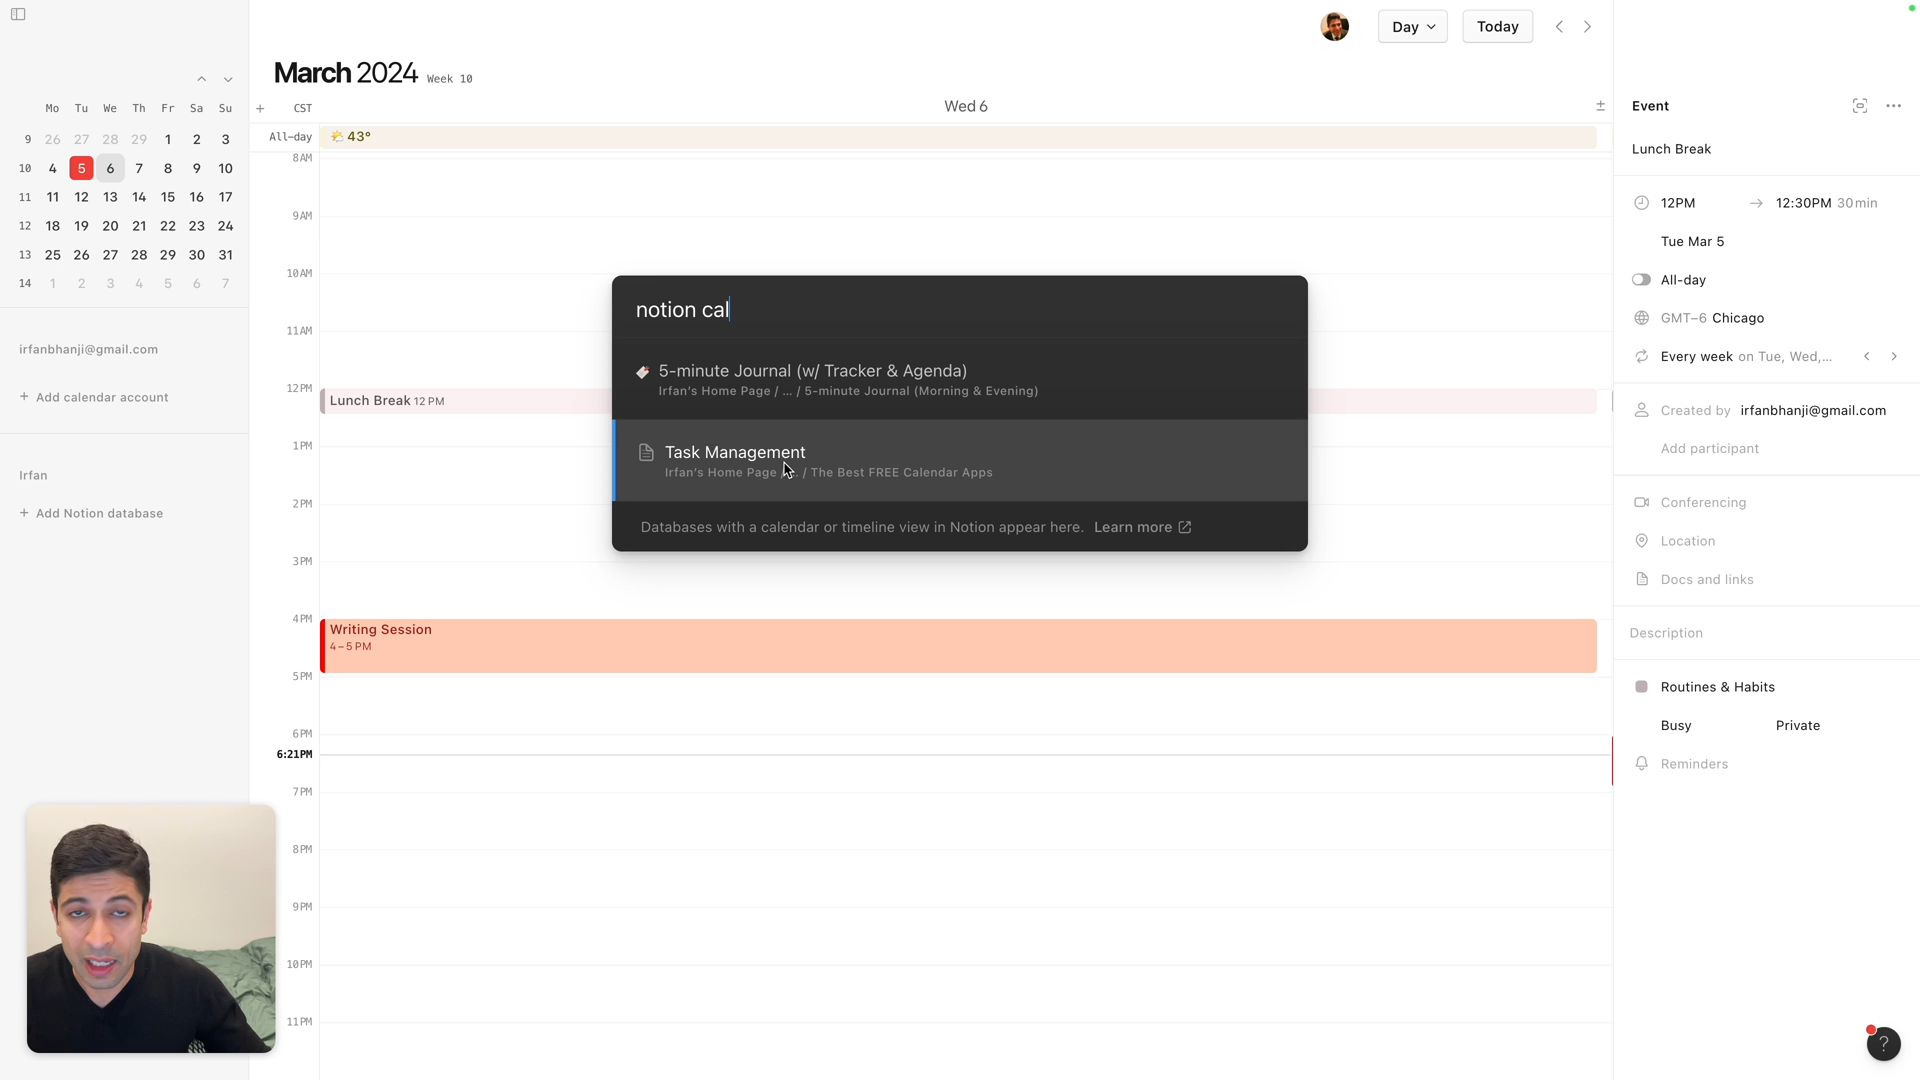 Day
Today
March 2024 Week 10
Mo Tu We Th Fr Sa Su
9 26 27 28 29 1 2 3
10 4 5 6 7 8 9 10
11 11 12 13 14 15 16 17
12 18 19 20 21 22 23 24
13 25 26 27 28 29 30 31
14 1 2 3 4 5 6 7
irfanbhanji@gmail.com
+ Add calendar account
Irfan
+ Add Notion database
+ CST
Wed 6
±
All-day
43°
8AM
9AM
10AM
11AM
12PM
Lunch Break 12 PM
1PM
2PM
3PM
4PM
Writing Session
4–5 PM
5PM
6PM
6:21PM
7PM
8PM
9PM
10PM
11PM
notion cal
5-minute Journal (w/ Tracker & Agenda)
Irfan's Home Page / ... / 5-minute Journal (Morning & Evening)
Task Management
Irfan's Home Page / ... / The Best FREE Calendar Apps
Databases with a calendar or timeline view in Notion appear here. Learn more
Event
Lunch Break
12PM → 12:30PM 30min
Tue Mar 5
All-day
GMT–6 Chicago
Every week on Tue, Wed,...
Created by irfanbhanji@gmail.com
Add participant
Conferencing
Location
Docs and links
Description
Routines & Habits
Busy Private
Reminders
?